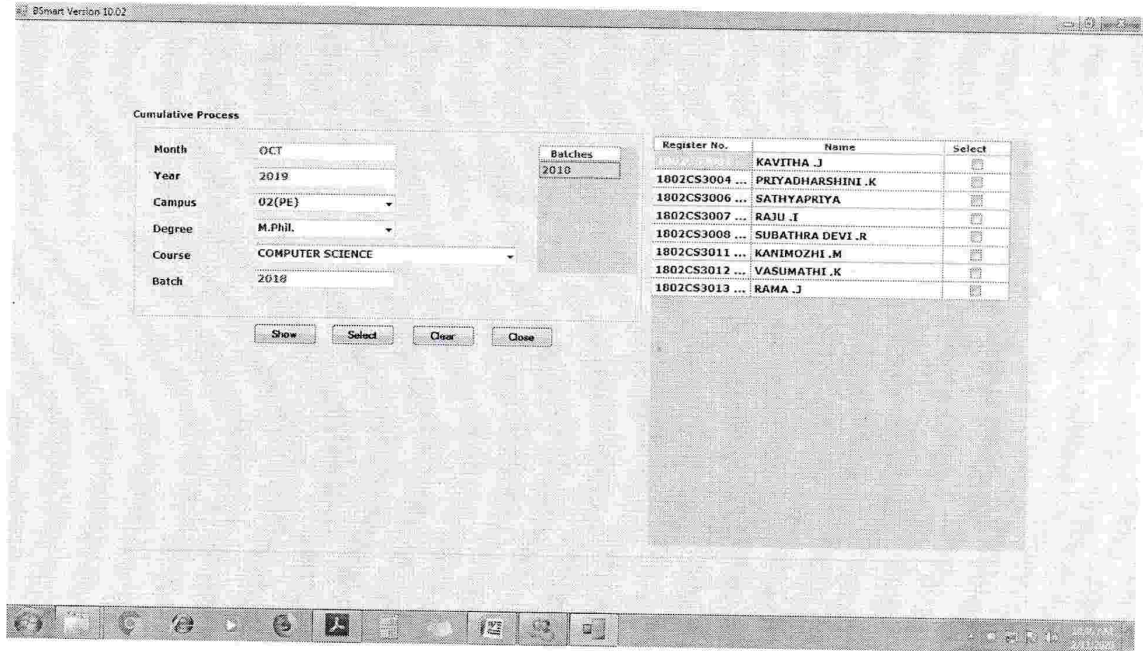 BSmart Version 10.02
Cumulative Process
Month OCT
Year 2019
Campus 02(PE)
Degree M.Phil.
Course COMPUTER SCIENCE
Batch 2018
Batches
2018
Show Select Clear Close
Register No. Name Select
KAVITHA .J
1802CS3004 ... PRIYADHARSHINI .K
1802CS3006 ... SATHYAPRIYA
1802CS3007 ... RAJU .I
1802CS3008 ... SUBATHRA DEVI .R
1802CS3011 ... KANIMOZHI .M
1802CS3012 ... VASUMATHI .K
1802CS3013 ... RAMA .J